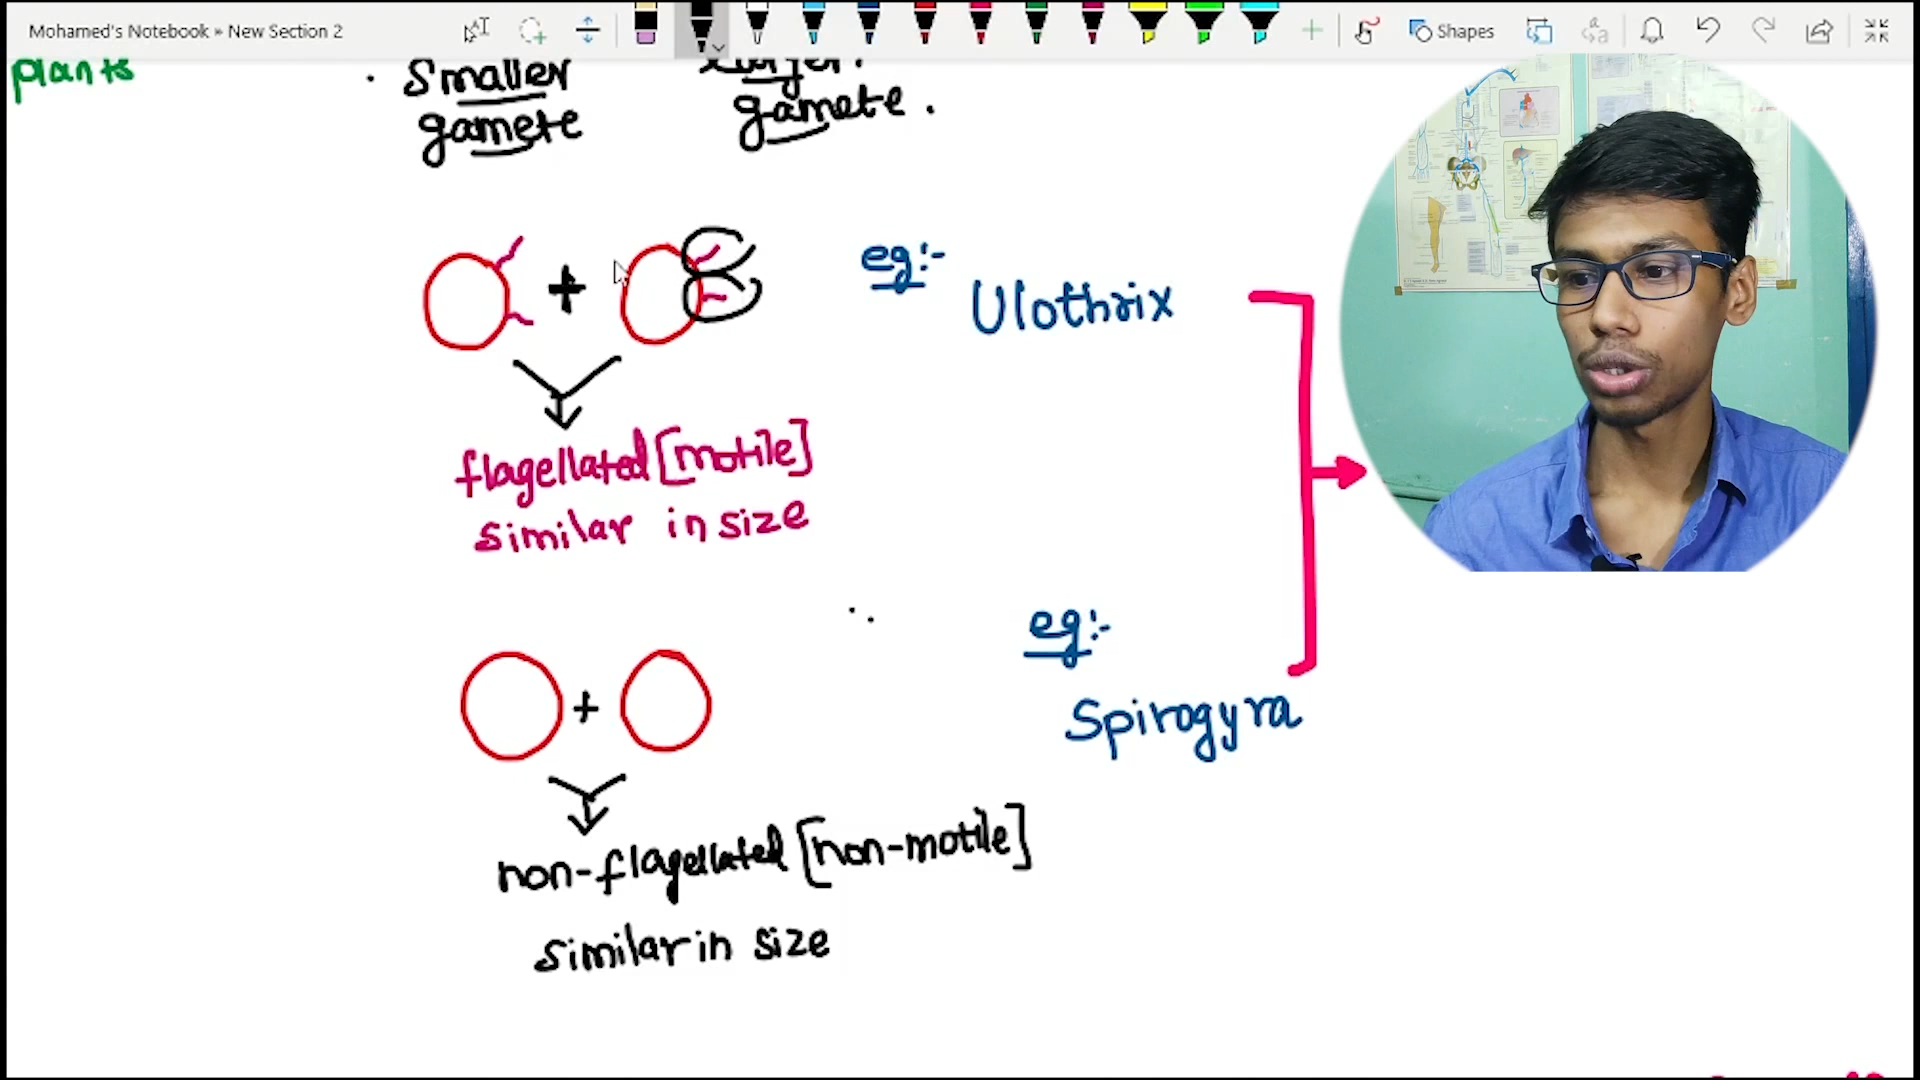 Mohamed's Notebook » New Section 2
Shapes
plants
Smaller
gamete
Larger.
gamete.
+
eg:-
Ulothrix
flagellated [motile]
similar in size
eg:-
+
Spirogyra
non-flagellated [non-motile]
similar in size